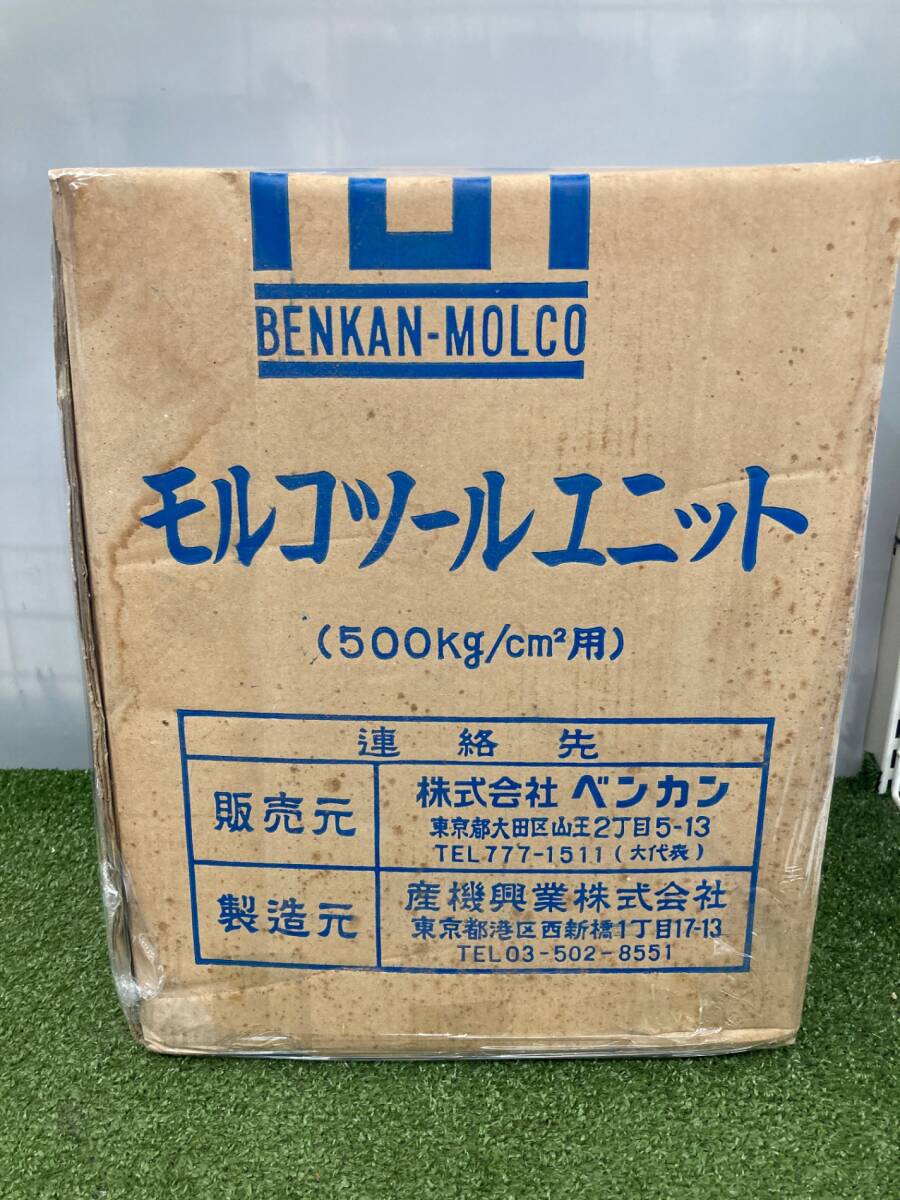 BENKAN-MOLCO
モルコツールユニット
(500kg/cm²用)
連絡先
販売元
株式会社 ベンカン
東京都大田区山王2丁目5-13
TEL 777-1511 (大代表)
製造元
産機興業株式会社
東京都港区西新橋1丁目17-13
TEL 03-502-8551